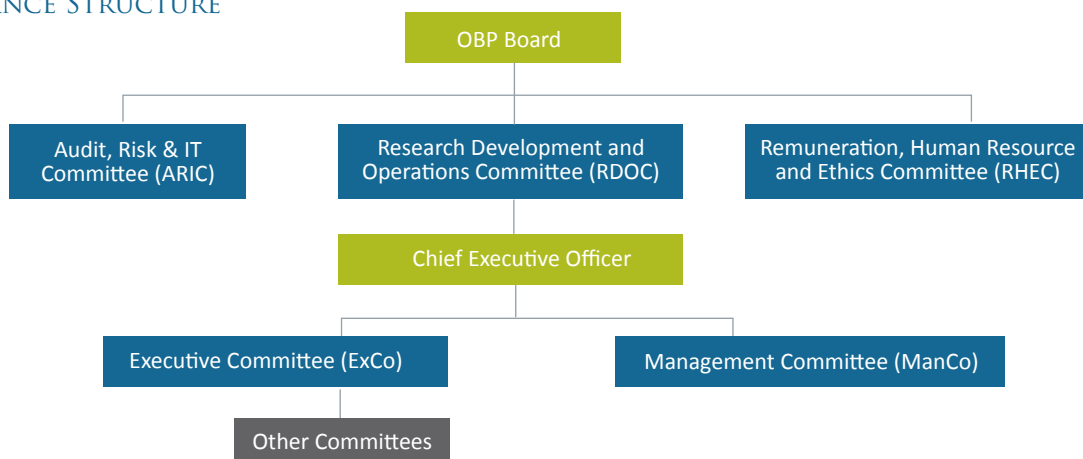 STRUCTURE
OBP Board
Audit, Risk & IT
Committee (ARIC)
Research Development and
Operations Committee (RDOC)
Remuneration, Human Resource
and Ethics Committee (RHEC)
Chief Executive Officer
Executive Committee (ExCo)
Management Committee (ManCo)
Other Committees